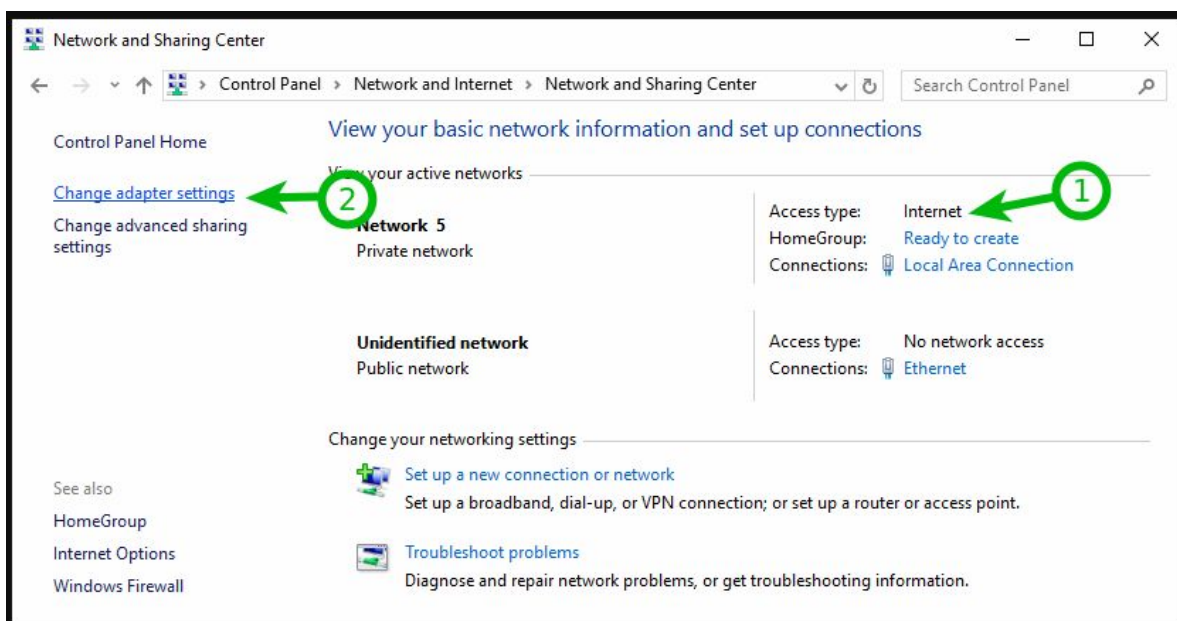 Network and Sharing Center
Control Panel > Network and Internet > Network and Sharing Center
Search Control Panel
Control Panel Home
Change adapter settings
Change advanced sharing
settings
See also
HomeGroup
Internet Options
Windows Firewall
View your basic network information and set up connections
View your active networks
Network 5
Private network
Access type: Internet
HomeGroup: Ready to create
Connections: Local Area Connection
Unidentified network
Public network
Access type: No network access
Connections: Ethernet
Change your networking settings
Set up a new connection or network
Set up a broadband, dial-up, or VPN connection; or set up a router or access point.
Troubleshoot problems
Diagnose and repair network problems, or get troubleshooting information.
1
2